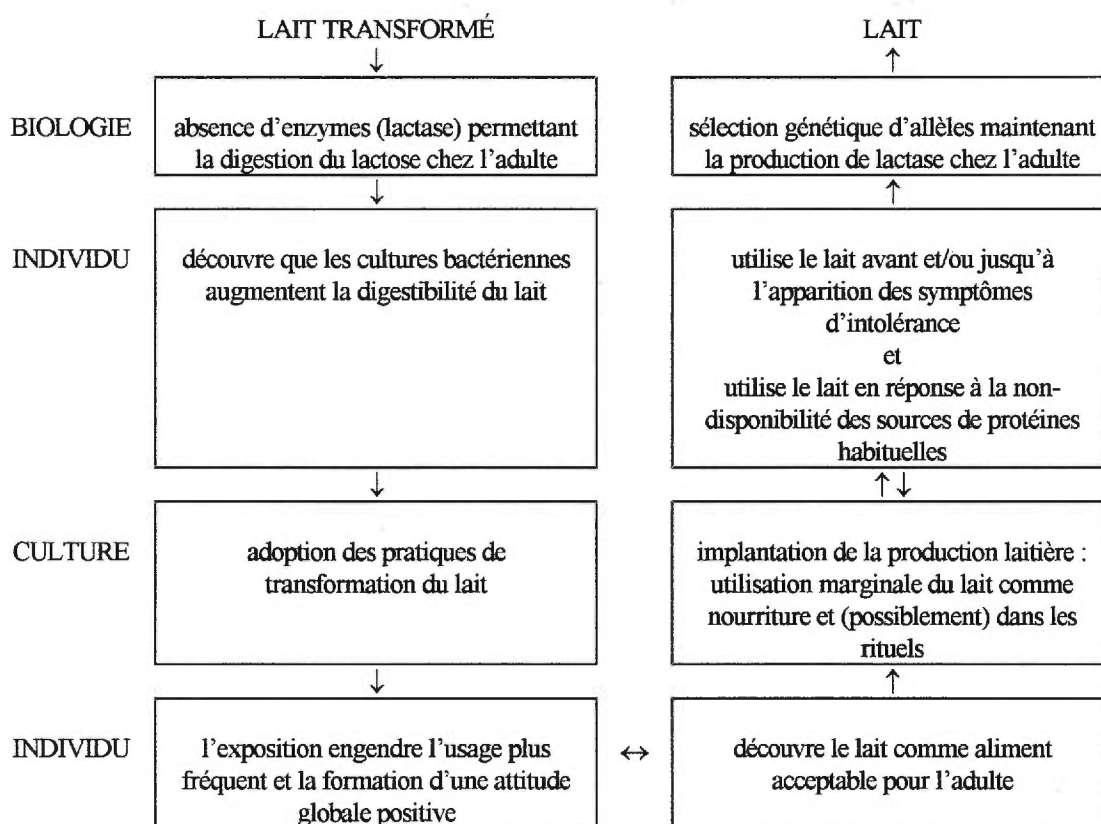 LAIT TRANSFORMÉ
LAIT
↓
↑
BIOLOGIE
absence d'enzymes (lactase) permettant
la digestion du lactose chez l'adulte
sélection génétique d'allèles maintenant
la production de lactase chez l'adulte
↓
↑
INDIVIDU
découvre que les cultures bactériennes
augmentent la digestibilité du lait
utilise le lait avant et/ou jusqu'à
l'apparition des symptômes
d'intolérance
et
utilise le lait en réponse à la non-
disponibilité des sources de protéines
habituelles
↓
↑ ↓
CULTURE
adoption des pratiques de
transformation du lait
implantation de la production laitière :
utilisation marginale du lait comme
nourriture et (possiblement) dans les
rituels
↓
↑
INDIVIDU
l'exposition engendre l'usage plus
fréquent et la formation d'une attitude
globale positive
↔
découvre le lait comme aliment
acceptable pour l'adulte